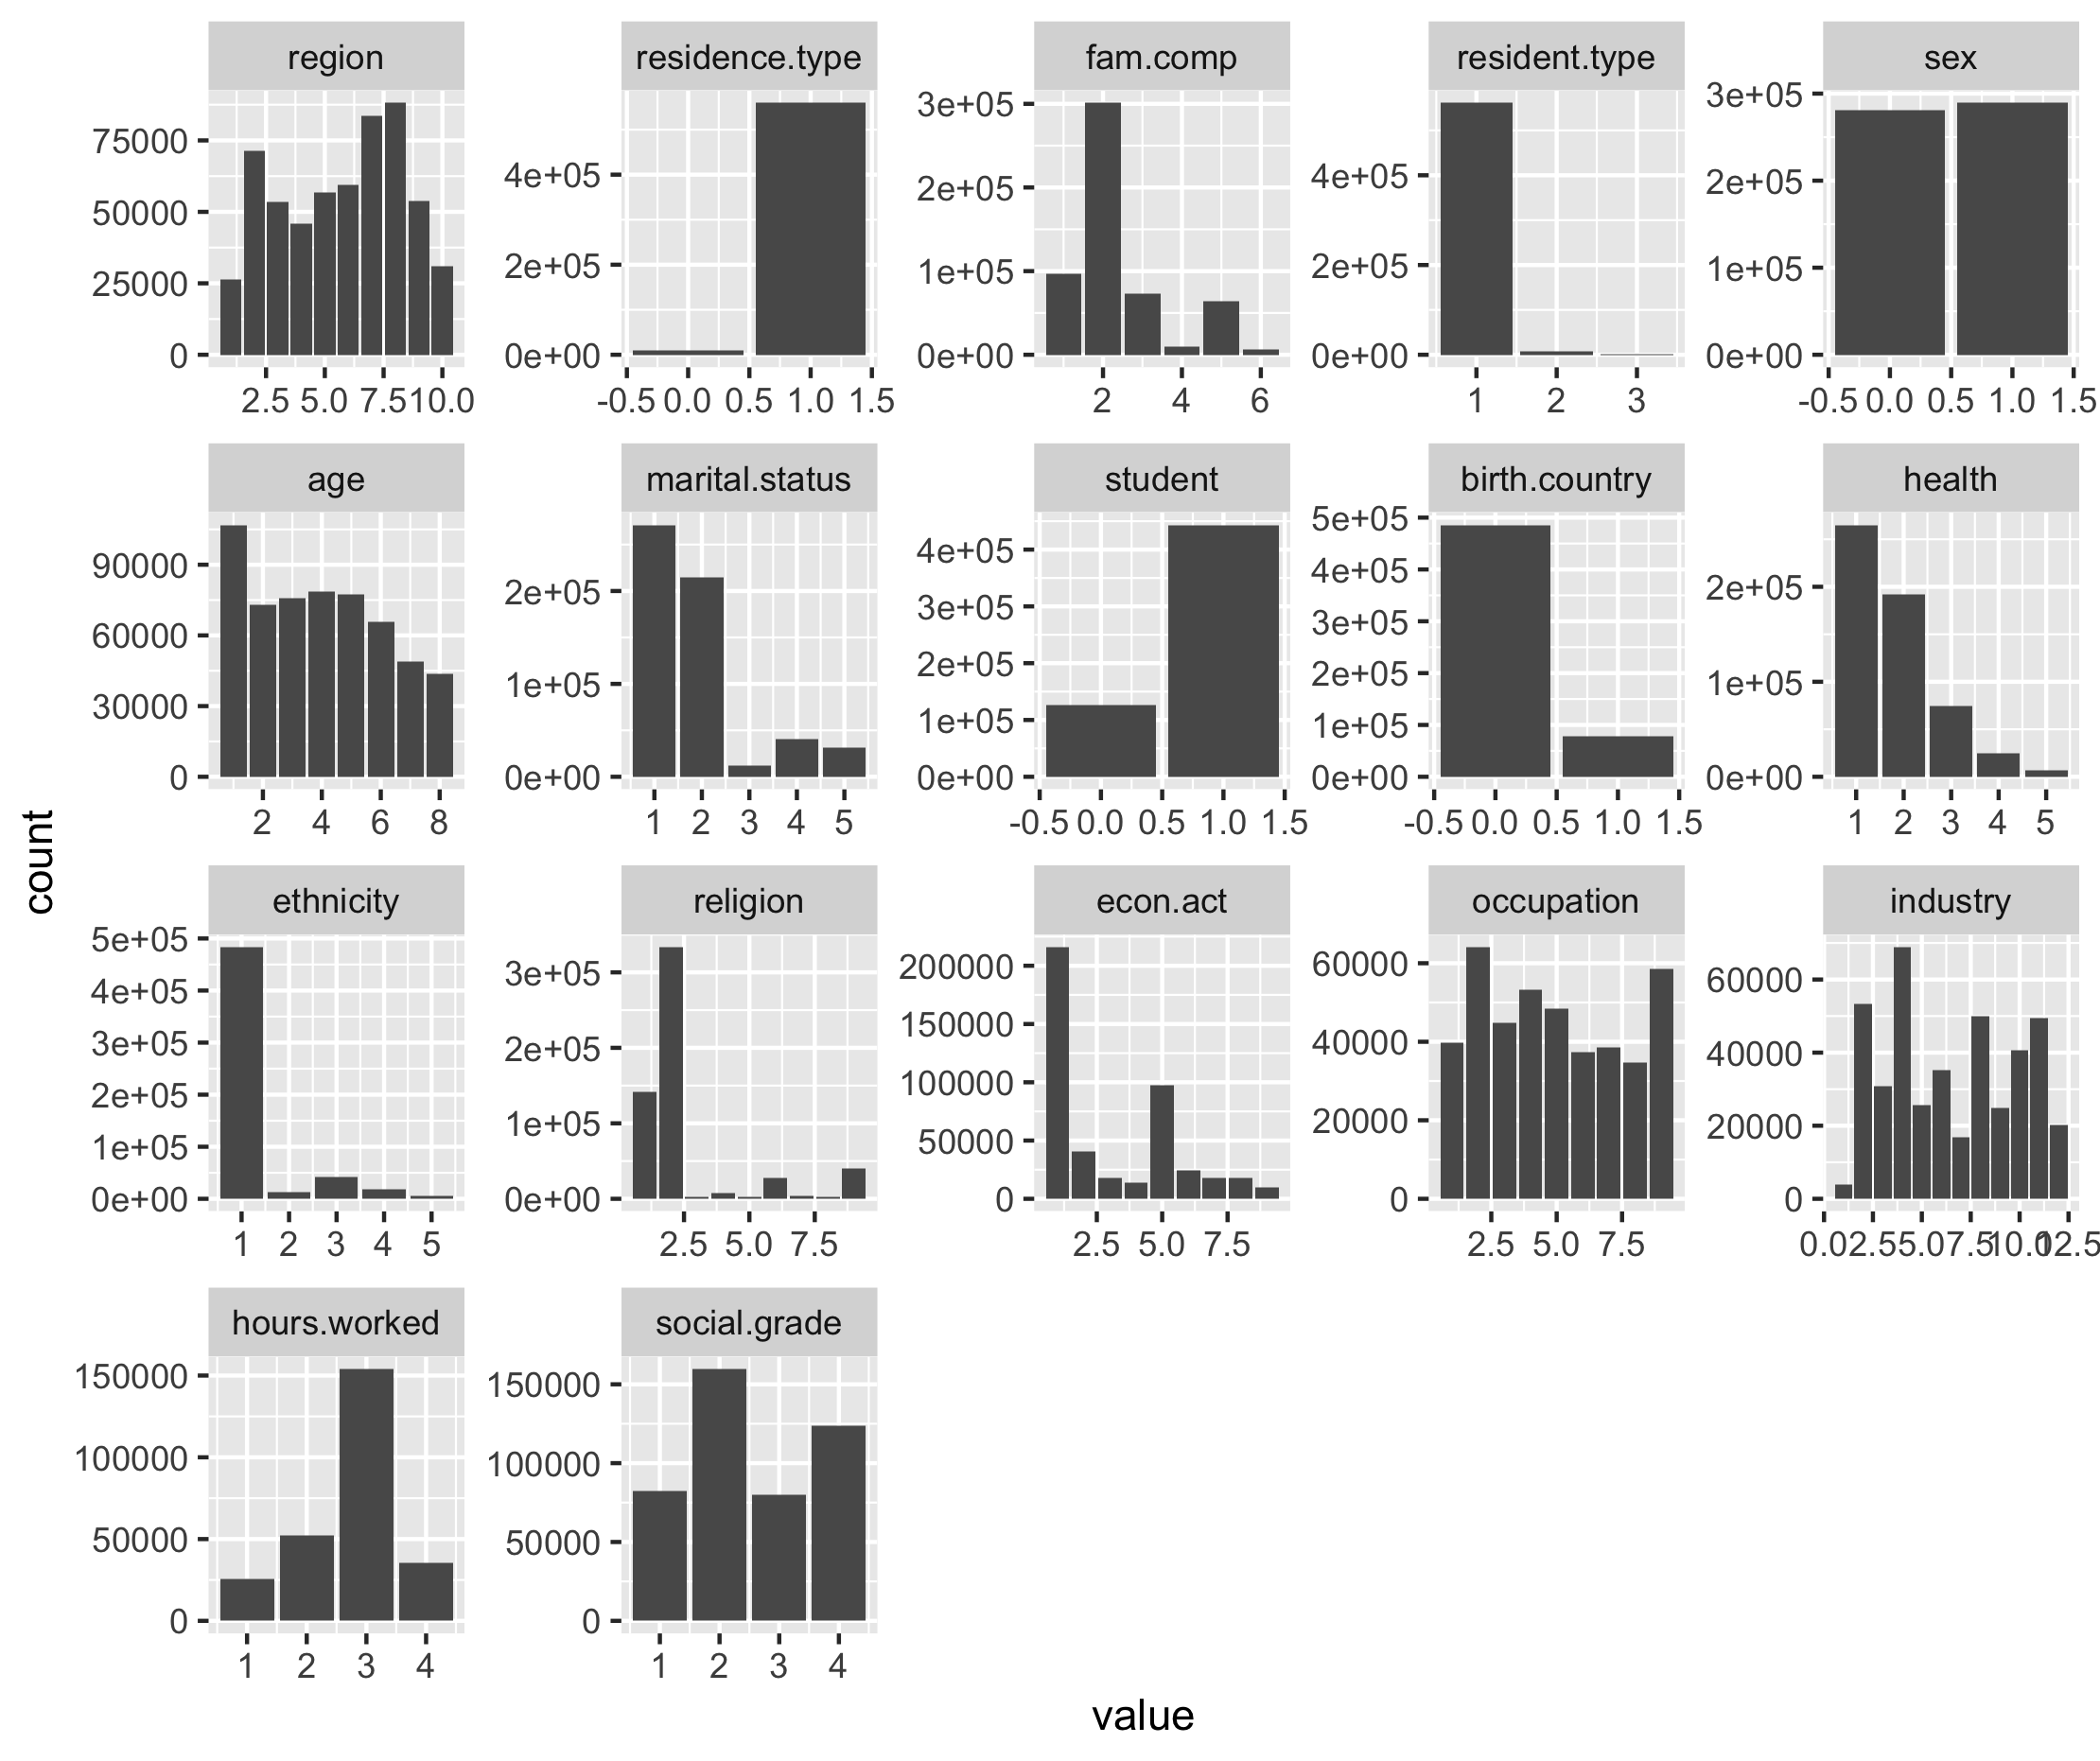 region residence.type fam.comp resident.type sex
75000
50000
25000
0
2.5 5.0 7.5 10.0
4e+05
2e+05
0e+00
-0.5 0.0 0.5 1.0 1.5
3e+05
2e+05
1e+05
0e+00
2 4 6
4e+05
2e+05
0e+00
1 2 3
3e+05
2e+05
1e+05
0e+00
-0.5 0.0 0.5 1.0 1.5
age marital.status student birth.country health
90000
60000
30000
0
2 4 6 8
2e+05
1e+05
0e+00
1 2 3 4 5
4e+05
3e+05
2e+05
1e+05
0e+00
-0.5 0.0 0.5 1.0 1.5
5e+05
4e+05
3e+05
2e+05
1e+05
0e+00
-0.5 0.0 0.5 1.0 1.5
2e+05
1e+05
0e+00
1 2 3 4 5
count
ethnicity religion econ.act occupation industry
5e+05
4e+05
3e+05
2e+05
1e+05
0e+00
1 2 3 4 5
3e+05
2e+05
1e+05
0e+00
2.5 5.0 7.5
200000
150000
100000
50000
0
2.5 5.0 7.5
60000
40000
20000
0
2.5 5.0 7.5
60000
40000
20000
0
0.0 2.5 5.0 7.5 10.0 12.5
hours.worked social.grade
150000
100000
50000
0
1 2 3 4
150000
100000
50000
0
1 2 3 4
value